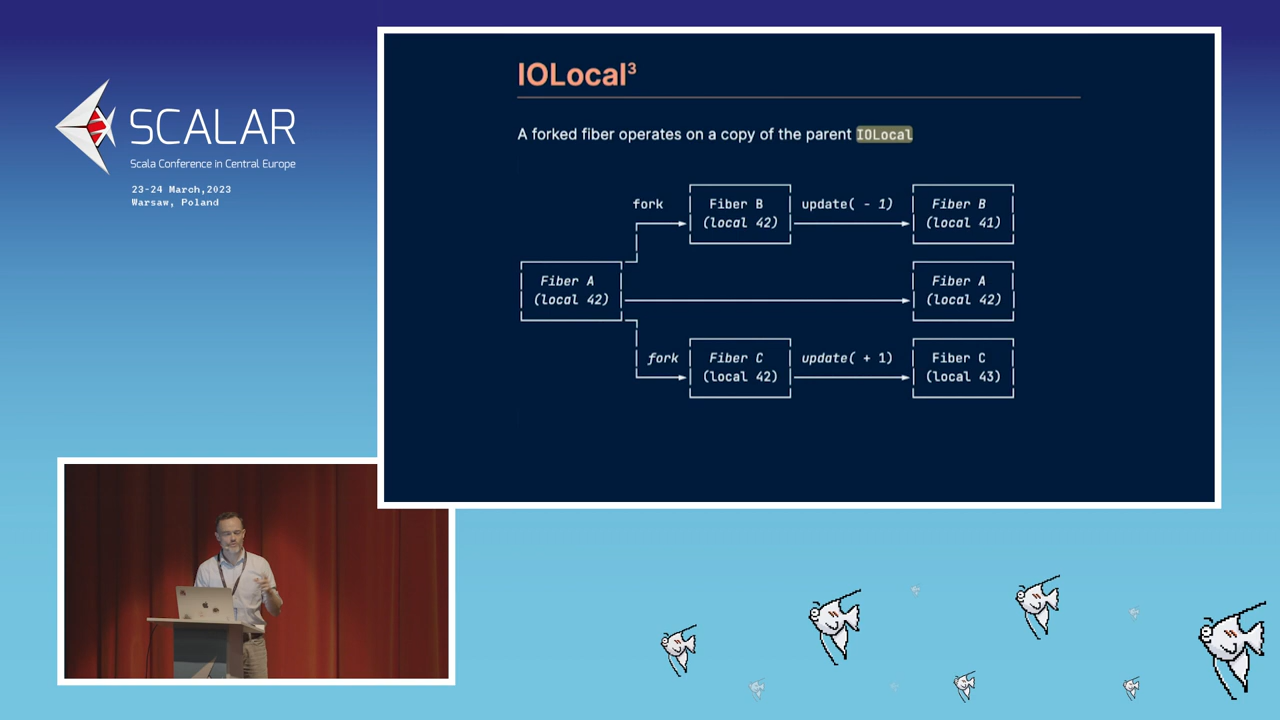 SCALAR
Scala Conference in Central Europe
23-24 March,2023
Warsaw, Poland
IOLocal³
A forked fiber operates on a copy of the parent IOLocal
fork
Fiber B
(local 42)
update( - 1)
Fiber B
(local 41)
Fiber A
(local 42)
Fiber A
(local 42)
fork
Fiber C
(local 42)
update( + 1)
Fiber C
(local 43)